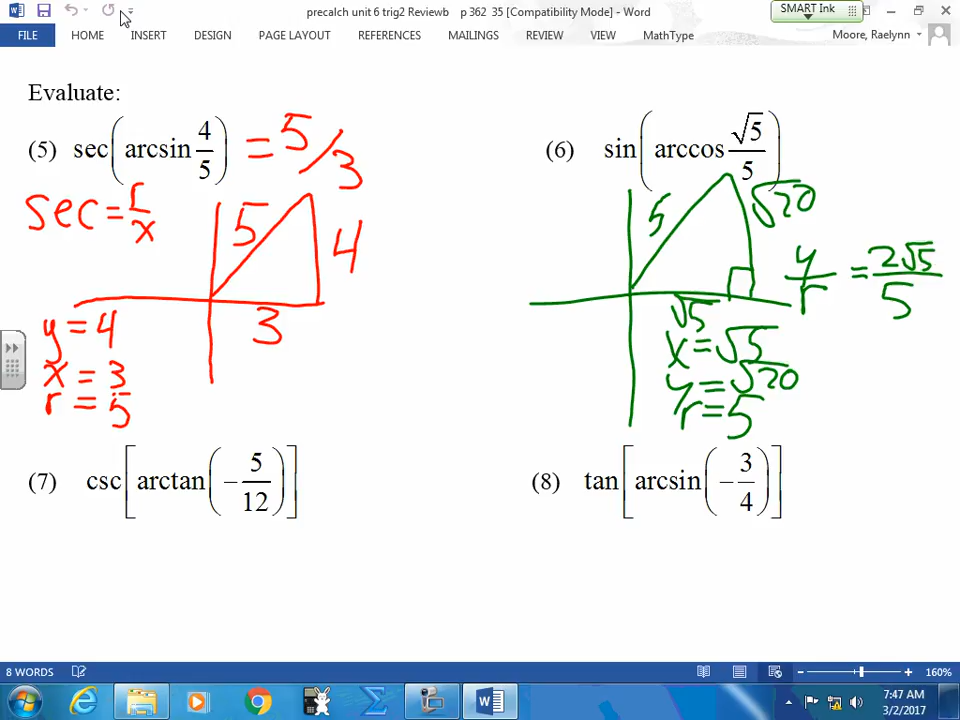 precalch unit 6 trig2 Reviewb p 362 35 [Compatibility Mode] - Word
SMART Ink
FILE HOME INSERT DESIGN PAGE LAYOUT REFERENCES MAILINGS REVIEW VIEW MathType Moore, Raelynn
Evaluate:
(5) sec(arcsin 4/5) = 5/3
sec = r/x
5
4
3
y = 4
x = 3
r = 5
(6) sin(arccos √5/5)
5
√20
√5
y/r = 2√5/5
x = √5
y = √20
r = 5
(7) csc[arctan(−5/12)]
(8) tan[arcsin(−3/4)]
8 WORDS
160%
7:47 AM
3/2/2017